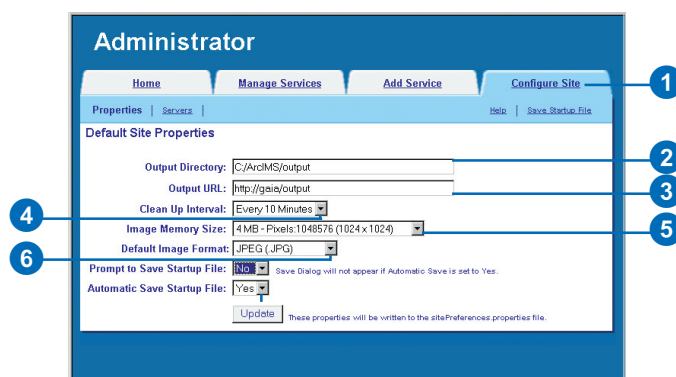 Administrator
Home Manage Services Add Service Configure Site 1
Properties | Servers | Help | Save Startup File
Default Site Properties
Output Directory: C:/ArcIMS/output 2
Output URL: http://gaia/output 3
4 Clean Up Interval: Every 10 Minutes
Image Memory Size: 4 MB - Pixels:1048576 (1024 x 1024) 5
6 Default Image Format: JPEG (.JPG)
Prompt to Save Startup File: No Save Dialog will not appear if Automatic Save is set to Yes.
Automatic Save Startup File: Yes
Update These properties will be written to the sitePreferences.properties file.